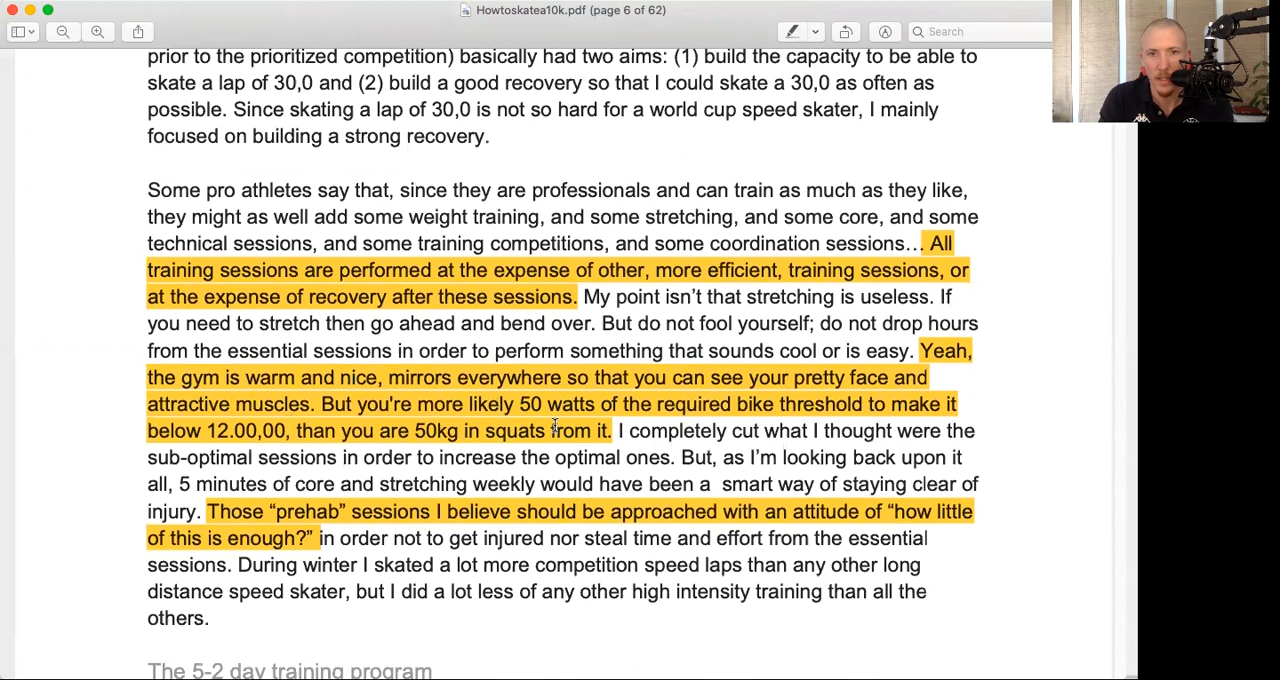 Howtoskatea10k.pdf (page 6 of 62)
Search
prior to the prioritized competition) basically had two aims: (1) build the capacity to be able to
skate a lap of 30,0 and (2) build a good recovery so that I could skate a 30,0 as often as
possible. Since skating a lap of 30,0 is not so hard for a world cup speed skater, I mainly
focused on building a strong recovery.
Some pro athletes say that, since they are professionals and can train as much as they like,
they might as well add some weight training, and some stretching, and some core, and some
technical sessions, and some training competitions, and some coordination sessions… All
training sessions are performed at the expense of other, more efficient, training sessions, or
at the expense of recovery after these sessions. My point isn’t that stretching is useless. If
you need to stretch then go ahead and bend over. But do not fool yourself; do not drop hours
from the essential sessions in order to perform something that sounds cool or is easy. Yeah,
the gym is warm and nice, mirrors everywhere so that you can see your pretty face and
attractive muscles. But you're more likely 50 watts of the required bike threshold to make it
below 12.00,00, than you are 50kg in squats from it. I completely cut what I thought were the
sub-optimal sessions in order to increase the optimal ones. But, as I’m looking back upon it
all, 5 minutes of core and stretching weekly would have been a  smart way of staying clear of
injury. Those “prehab” sessions I believe should be approached with an attitude of “how little
of this is enough?” in order not to get injured nor steal time and effort from the essential
sessions. During winter I skated a lot more competition speed laps than any other long
distance speed skater, but I did a lot less of any other high intensity training than all the
others.
The 5-2 day training program